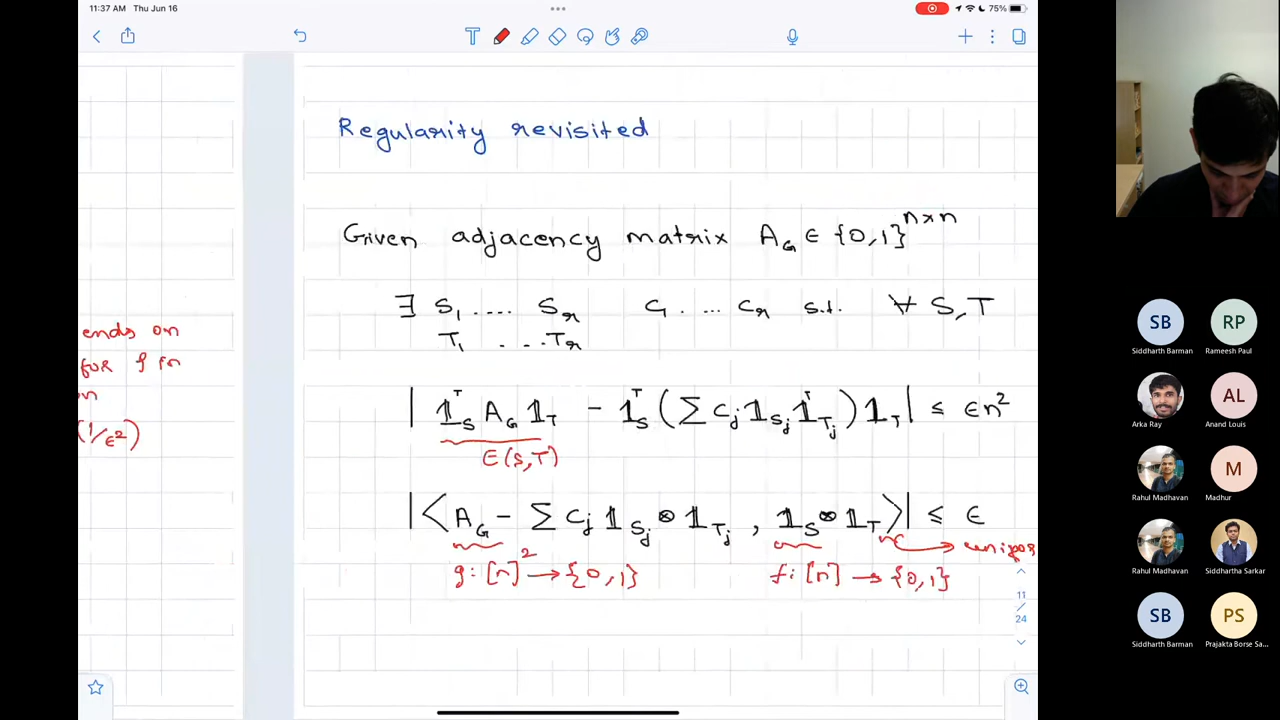 11:37 AM Thu Jun 16
75%
Regularity revisited
Given adjacency matrix A_G ∈ {0,1}^{n×n}
∃ S_1 .... S_r C_1 . ... C_r s.t. ∀ S,T
T_1 . ...T_r
| 𝟙_S^T A_G 𝟙_T − 𝟙_S^T (∑ c_j 𝟙_{S_j} 𝟙_{T_j}^T) 𝟙_T | ≤ εn²
E(S,T)
|⟨A_G − ∑ c_j 𝟙_{S_j} ⊗ 𝟙_{T_j} , 𝟙_S ⊗ 𝟙_T⟩| ≤ ε
g: [n]² → {0,1} f: [n] → {0,1}
ends on
for f in
on
(1/ε²)
11
/
24
SB
Siddharth Barman
RP
Rameesh Paul
Arka Ray
AL
Anand Louis
Rahul Madhavan
M
Madhur
Rahul Madhavan
Siddhartha Sarkar
SB
Siddharth Barman
PS
Prajakta Borse Sa...